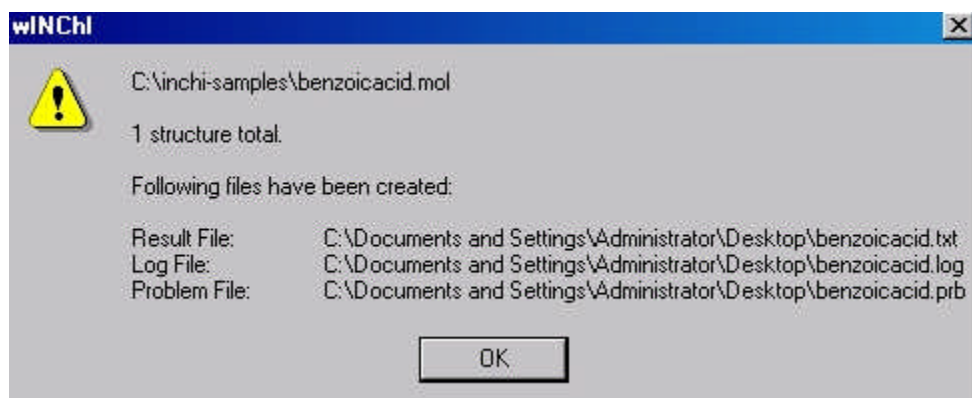 wINChI
C:\inchi-samples\benzoicacid.mol
1 structure total.
Following files have been created:
Result File: C:\Documents and Settings\Administrator\Desktop\benzoicacid.txt
Log File: C:\Documents and Settings\Administrator\Desktop\benzoicacid.log
Problem File: C:\Documents and Settings\Administrator\Desktop\benzoicacid.prb
OK